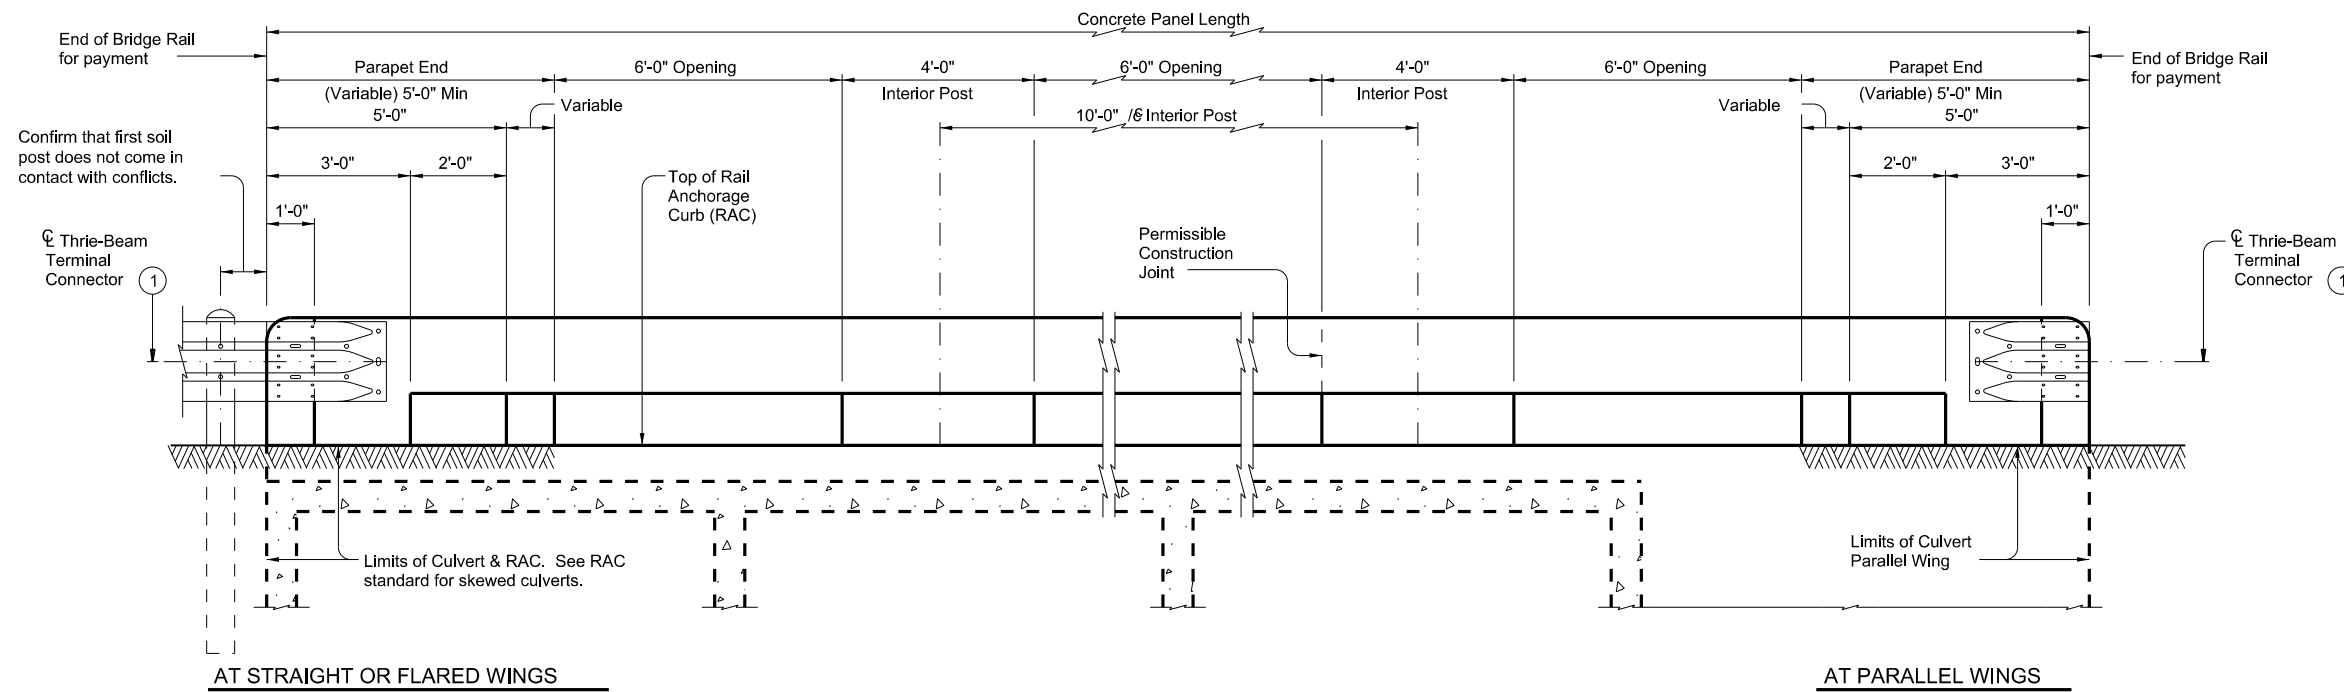 Concrete Panel Length
End of Bridge Rail
for payment
Parapet End
(Variable) 5'-0" Min
6'-0" Opening
4'-0"
Interior Post
6'-0" Opening
4'-0"
Interior Post
6'-0" Opening
Parapet End
(Variable) 5'-0" Min
End of Bridge Rail
for payment
5'-0"
Variable
10'-0" /℄ Interior Post
Variable
5'-0"
Confirm that first soil
post does not come in
contact with conflicts.
3'-0"
2'-0"
Top of Rail
Anchorage
Curb (RAC)
2'-0"
3'-0"
1'-0"
1'-0"
℄ Thrie-Beam
Terminal
Connector 1
Permissible
Construction
Joint
℄ Thrie-Beam
Terminal
Connector 1
Limits of Culvert & RAC. See RAC
standard for skewed culverts.
Limits of Culvert
Parallel Wing
AT STRAIGHT OR FLARED WINGS
AT PARALLEL WINGS